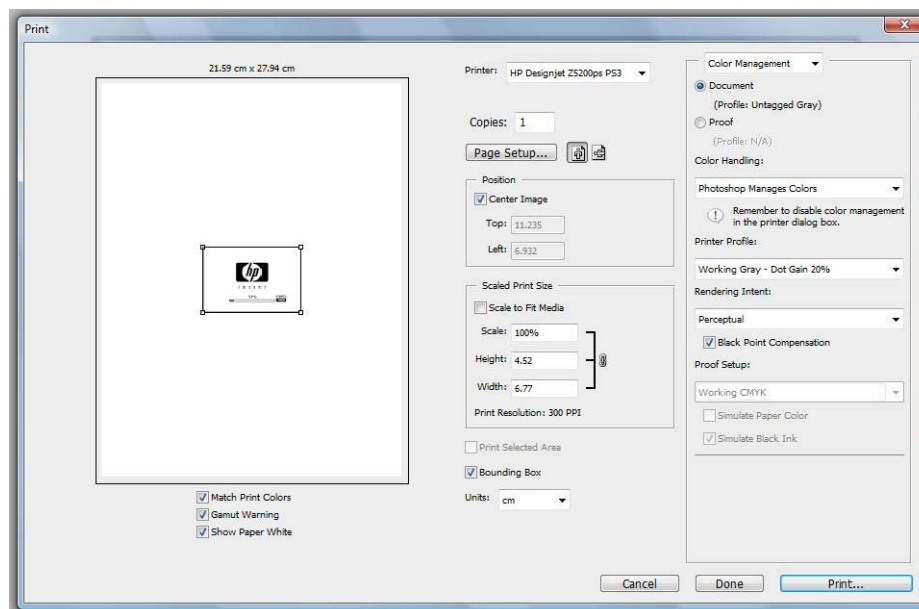 Print
21.59 cm x 27.94 cm
hp
invent
Match Print Colors
Gamut Warning
Show Paper White
Printer: HP Designjet Z5200ps PS3
Copies: 1
Page Setup...
Position
Center Image
Top: 11.235
Left: 6.932
Scaled Print Size
Scale to Fit Media
Scale: 100%
Height: 4.52
Width: 6.77
Print Resolution: 300 PPI
Print Selected Area
Bounding Box
Units: cm
Color Management
Document
(Profile: Untagged Gray)
Proof
(Profile: N/A)
Color Handling:
Photoshop Manages Colors
Remember to disable color management
in the printer dialog box.
Printer Profile:
Working Gray - Dot Gain 20%
Rendering Intent:
Perceptual
Black Point Compensation
Proof Setup:
Working CMYK
Simulate Paper Color
Simulate Black Ink
Cancel
Done
Print...